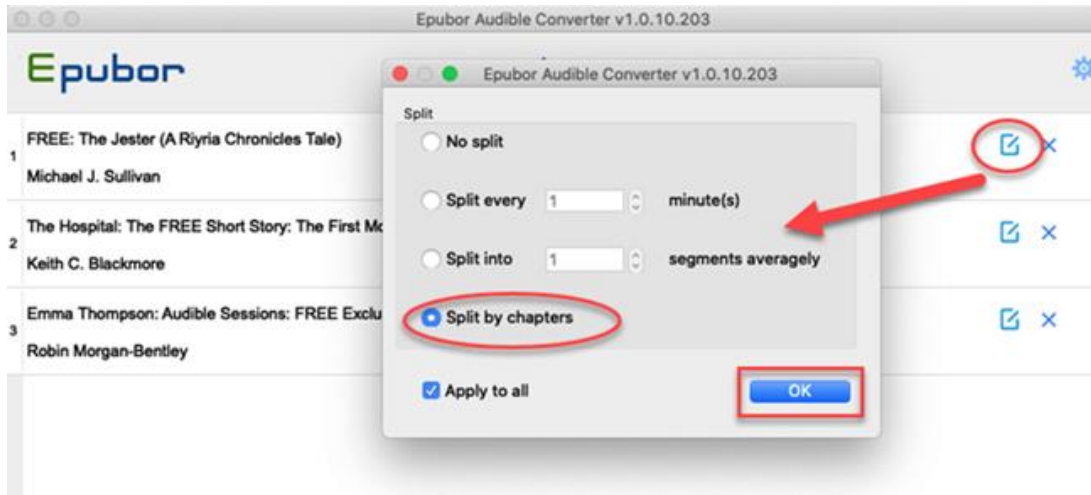 Epubor Audible Converter v1.0.10.203
Epubor
Epubor Audible Converter v1.0.10.203
Split
No split
Split every 1 minute(s)
Split into 1 segments averagely
Split by chapters
Apply to all
OK
1
FREE: The Jester (A Riyria Chronicles Tale)
Michael J. Sullivan
2
The Hospital: The FREE Short Story: The First
Keith C. Blackmore
3
Emma Thompson: Audible Sessions: FREE
Robin Morgan-Bentley